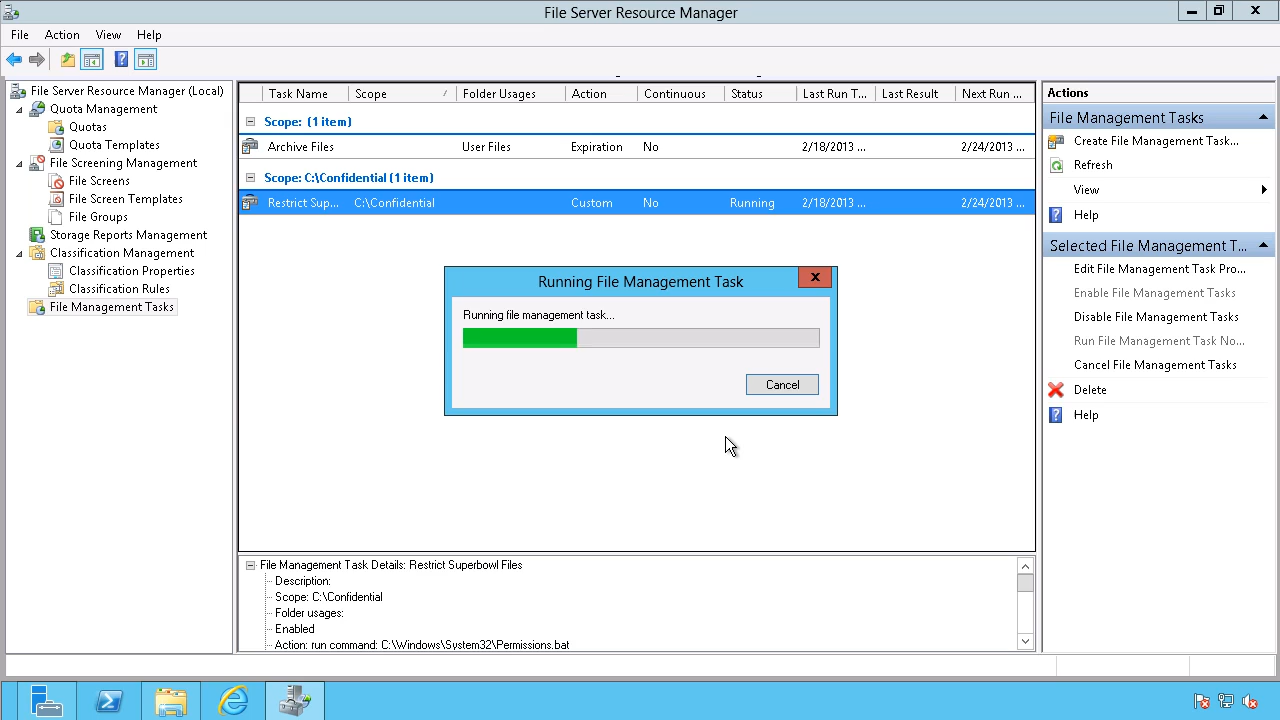 File Server Resource Manager
File Action View Help
File Server Resource Manager (Local)
Quota Management
Quotas
Quota Templates
File Screening Management
File Screens
File Screen Templates
File Groups
Storage Reports Management
Classification Management
Classification Properties
Classification Rules
File Management Tasks
Task Name Scope Folder Usages Action Continuous Status Last Run T... Last Result Next Run ...
Scope: (1 item)
Archive Files User Files Expiration No 2/18/2013 ... 2/24/2013 ...
Scope: C:\Confidential (1 item)
Restrict Sup... C:\Confidential Custom No Running 2/18/2013 ... 2/24/2013 ...
Running File Management Task
Running file management task...
Cancel
File Management Task Details: Restrict Superbowl Files
Description:
Scope: C:\Confidential
Folder usages:
Enabled
Action: run command: C:\Windows\System32\Permissions.bat
Actions
File Management Tasks
Create File Management Task...
Refresh
View
Help
Selected File Management T...
Edit File Management Task Pro...
Enable File Management Tasks
Disable File Management Tasks
Run File Management Task No...
Cancel File Management Tasks
Delete
Help